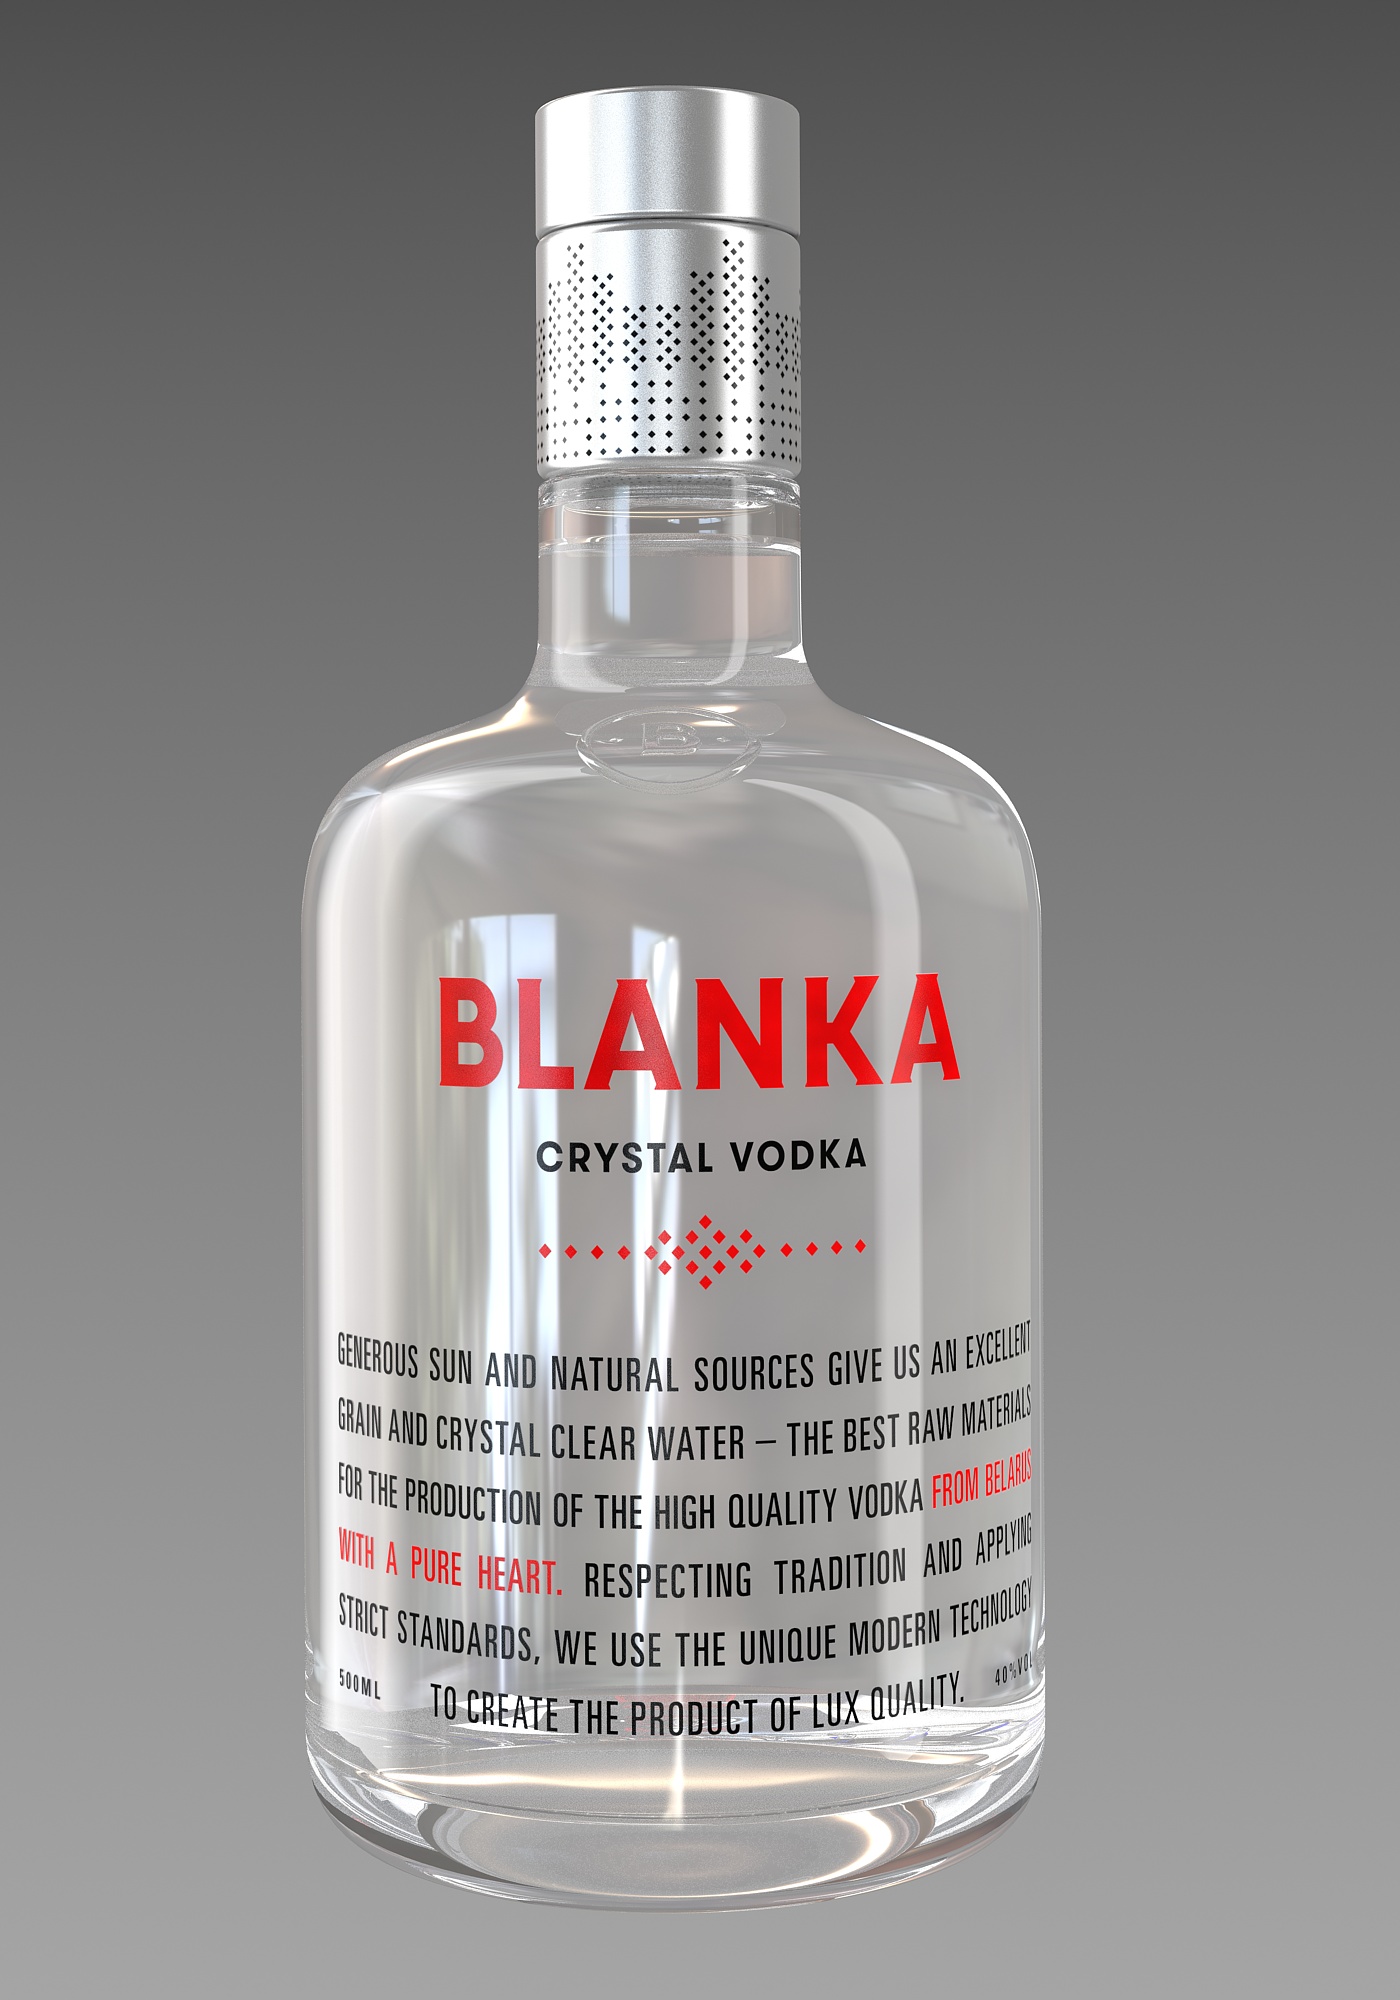 B
BLANKA
CRYSTAL VODKA
GENEROUS SUN AND NATURAL SOURCES GIVE US AN EXCELLENT
GRAIN AND CRYSTAL CLEAR WATER – THE BEST RAW MATERIALS
FOR THE PRODUCTION OF THE HIGH QUALITY VODKA FROM BELARUS
WITH A PURE HEART. RESPECTING TRADITION AND APPLYING
STRICT STANDARDS, WE USE THE UNIQUE MODERN TECHNOLOGY
500ML TO CREATE THE PRODUCT OF LUX QUALITY. 40%VOL